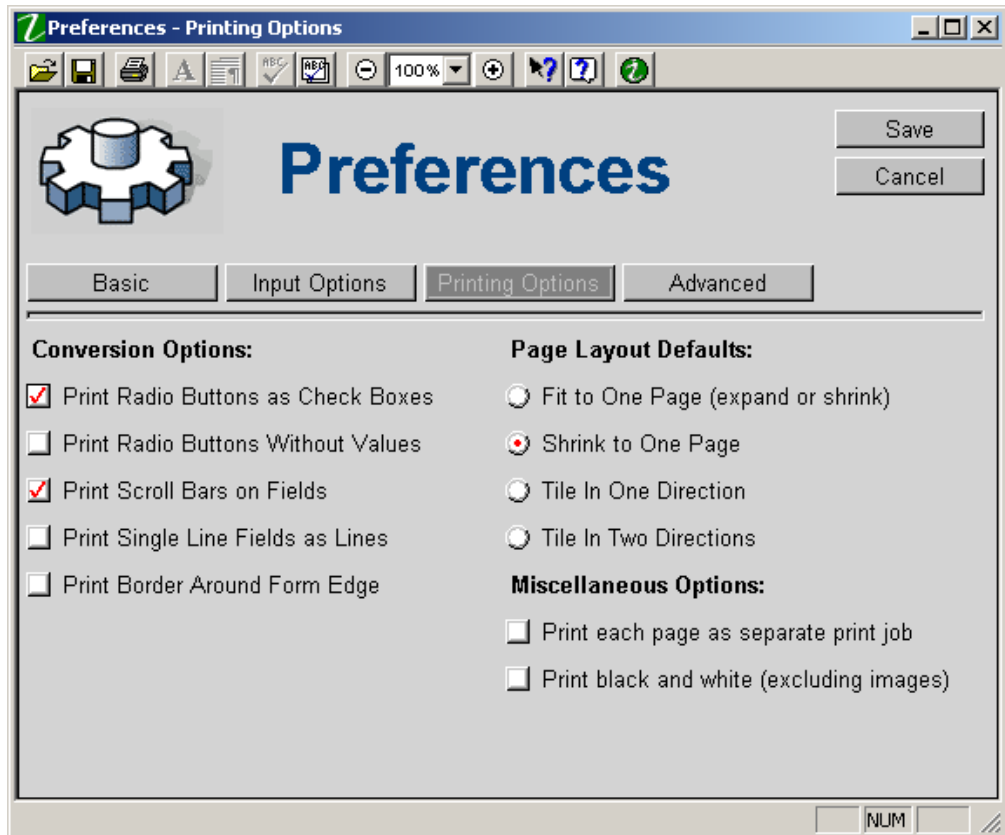 Preferences - Printing Options
A ABC ABC 100% ? ?
Preferences
Save
Cancel
Basic
Input Options
Printing Options
Advanced
Conversion Options:
Print Radio Buttons as Check Boxes
Print Radio Buttons Without Values
Print Scroll Bars on Fields
Print Single Line Fields as Lines
Print Border Around Form Edge
Page Layout Defaults:
Fit to One Page (expand or shrink)
Shrink to One Page
Tile In One Direction
Tile In Two Directions
Miscellaneous Options:
Print each page as separate print job
Print black and white (excluding images)
NUM